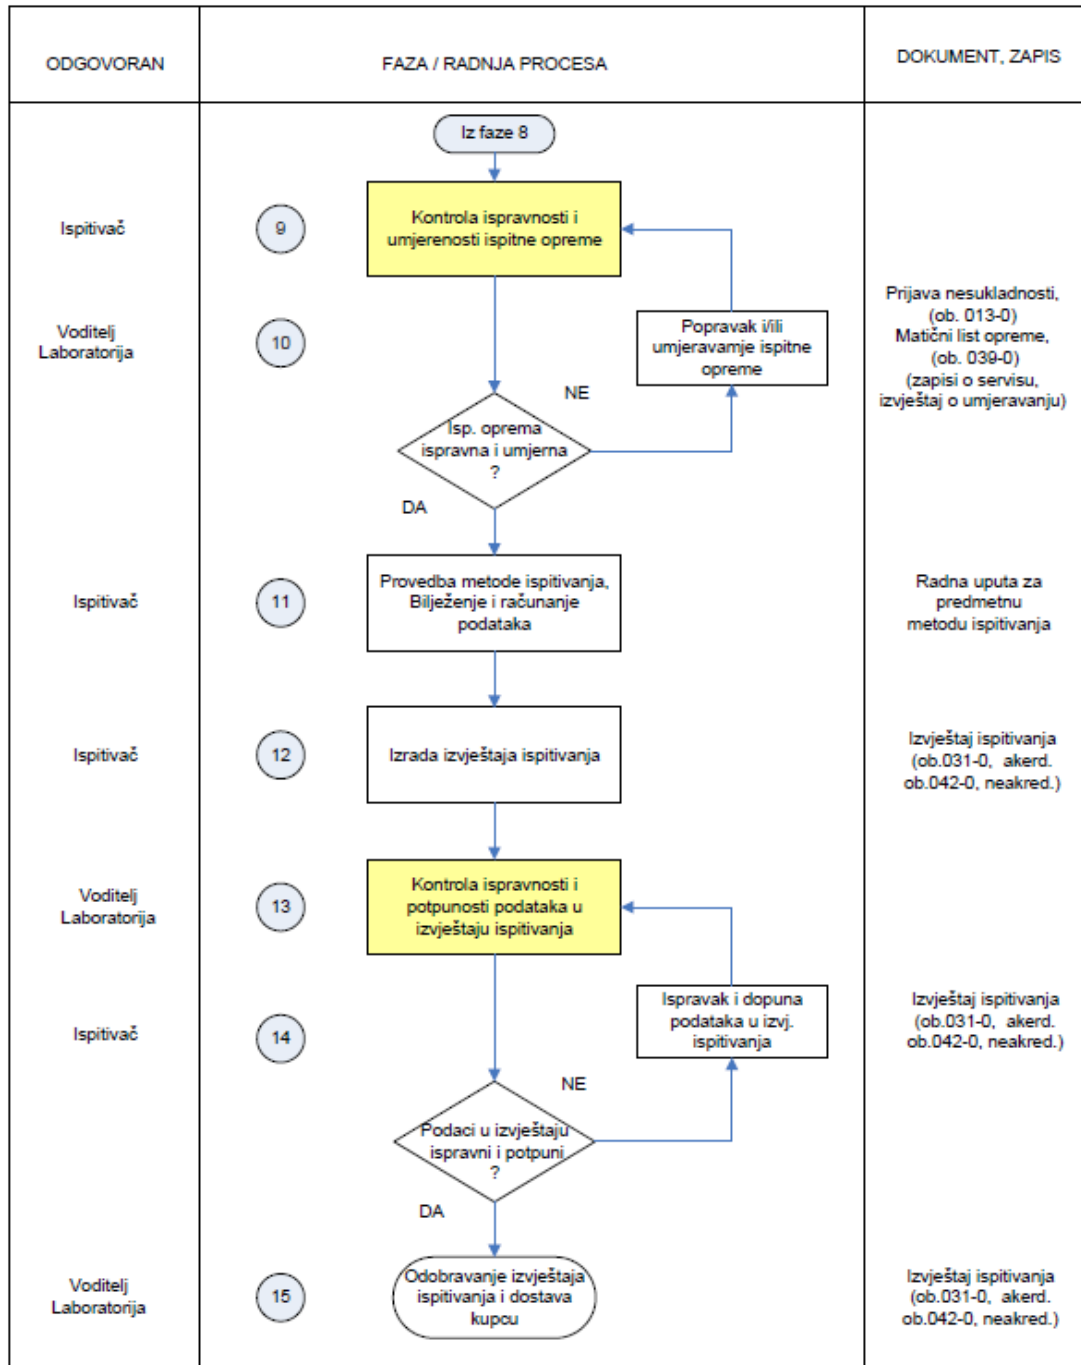 ODGOVORAN
FAZA / RADNJA PROCESA
DOKUMENT, ZAPIS
Iz faze 8
Ispitivač
9
Kontrola ispravnosti i
umjerenosti ispitne opreme
Voditelj
Laboratorija
10
Popravak i/ili
umjeravamje ispitne
opreme
Prijava nesukladnosti,
(ob. 013-0)
Matični list opreme,
(ob. 039-0)
(zapisi o servisu,
izvještaj o umjeravanju)
NE
Isp. oprema
ispravna i umjerna
?
DA
Ispitivač
11
Provedba metode ispitivanja,
Bilježenje i računanje
podataka
Radna uputa za
predmetnu
metodu ispitivanja
Ispitivač
12
Izrada izvještaja ispitivanja
Izvještaj ispitivanja
(ob.031-0, akerd.
ob.042-0, neakred.)
Voditelj
Laboratorija
13
Kontrola ispravnosti i
potpunosti podataka u
izvještaju ispitivanja
Ispitivač
14
Ispravak i dopuna
podataka u izvj.
ispitivanja
Izvještaj ispitivanja
(ob.031-0, akerd.
ob.042-0, neakred.)
NE
Podaci u izvještaju
ispravni i potpuni
?
DA
Voditelj
Laboratorija
15
Odobravanje izvještaja
ispitivanja i dostava
kupcu
Izvještaj ispitivanja
(ob.031-0, akerd.
ob.042-0, neakred.)